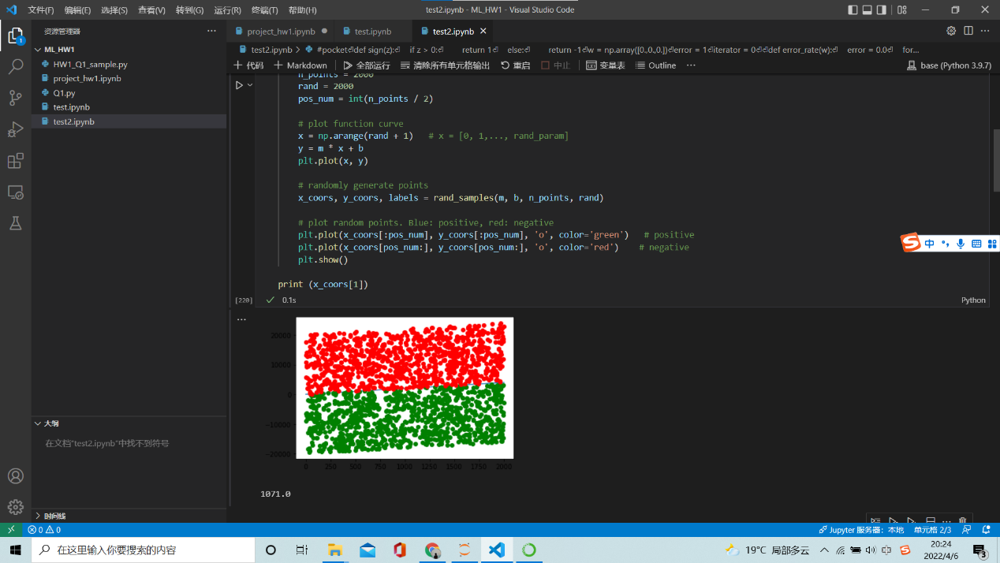 文件(F) 编辑(E) 选择(S) 查看(V) 转到(G) 运行(R) 终端(T) 帮助(H)
test2.ipynb - ML_HW1 - Visual Studio Code
资源管理器
ML_HW1
HW1_Q1_sample.py
project_hw1.ipynb
Q1.py
test.ipynb
test2.ipynb
大纲
在文档"test2.ipynb"中找不到符号
时间线
project_hw1.ipynb test.ipynb test2.ipynb
test2.ipynb > #pocket⏎def sign(z):⏎ if z > 0:⏎ return 1⏎ else:⏎ return -1⏎w = np.array([0.,0.,0.])⏎error = 1⏎iterator = 0⏎⏎def error_rate(w):⏎ error = 0.0⏎ for...
代码 Markdown 全部运行 清除所有单元格输出 重启 中止 变量表 Outline ... base (Python 3.9.7)
n_points = 2000
rand = 2000
pos_num = int(n_points / 2)
# plot function curve
x = np.arange(rand + 1) # x = [0, 1,..., rand_param]
y = m * x + b
plt.plot(x, y)
# randomly generate points
x_coors, y_coors, labels = rand_samples(m, b, n_points, rand)
# plot random points. Blue: positive, red: negative
plt.plot(x_coors[:pos_num], y_coors[:pos_num], 'o', color='green') # positive
plt.plot(x_coors[pos_num:], y_coors[pos_num:], 'o', color='red') # negative
plt.show()
print (x_coors[1])
[220] 0.1s Python
20000
10000
0
−10000
−20000
0 250 500 750 1000 1250 1500 1750 2000
1071.0
中
0 0 Jupyter 服务器: 本地 单元格 2/3
在这里输入你要搜索的内容
19°C 局部多云
中
20:24
2022/4/6
3
1